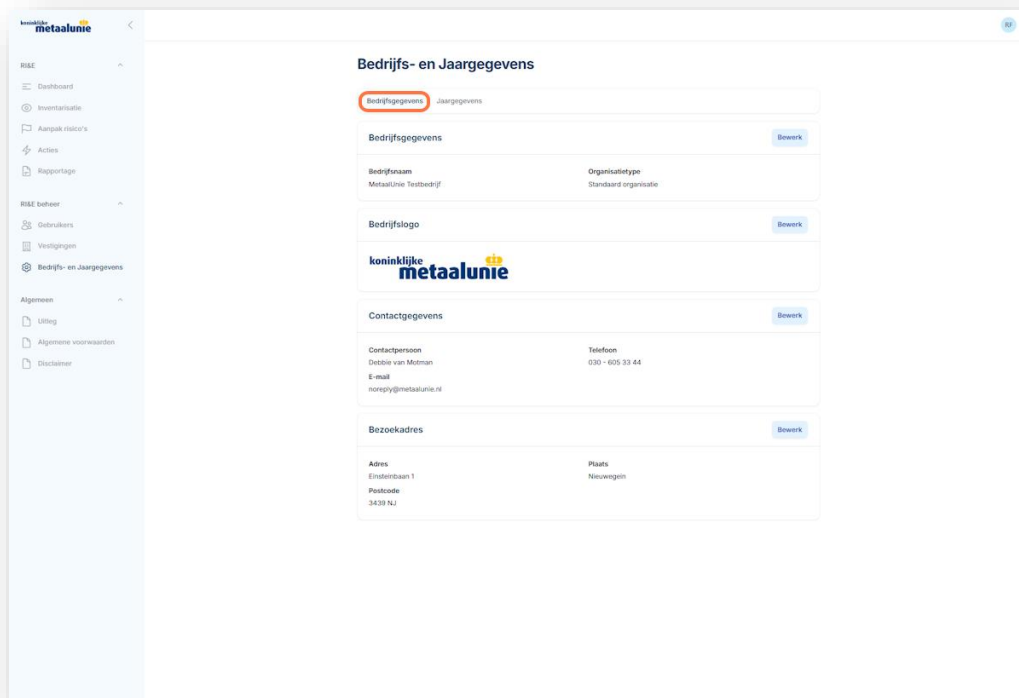 koninklijke
metaalunie
RF
RI&E
Dashboard
Inventarisatie
Aanpak risico's
Acties
Rapportage
RI&E beheer
Gebruikers
Vestigingen
Bedrijfs- en Jaargegevens
Algemeen
Uitleg
Algemene voorwaarden
Disclaimer
Bedrijfs- en Jaargegevens
Bedrijfsgegevens Jaargegevens
Bedrijfsgegevens Bewerk
Bedrijfsnaam Organisatietype
MetaalUnie Testbedrijf Standaard organisatie
Bedrijfslogo Bewerk
koninklijke
metaalunie
Contactgegevens Bewerk
Contactpersoon Telefoon
Debbie van Motman 030 - 605 33 44
E-mail
noreply@metaalunie.nl
Bezoekadres Bewerk
Adres Plaats
Einsteinbaan 1 Nieuwegein
Postcode
3439 NJ